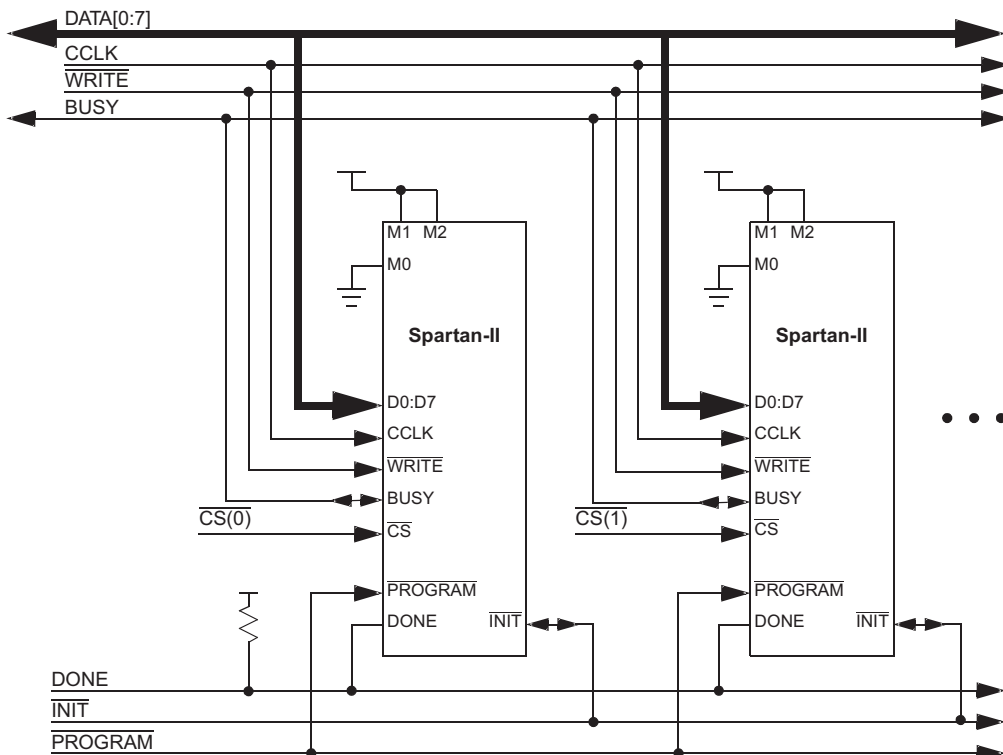 DATA[0:7]
CCLK
WRITE
BUSY
M1 M2
M0
Spartan-II
D0:D7
CCLK
WRITE
BUSY
CS(0)
CS
PROGRAM
DONE INIT
M1 M2
M0
Spartan-II
D0:D7
CCLK
WRITE
BUSY
CS(1)
CS
PROGRAM
DONE INIT
DONE
INIT
PROGRAM